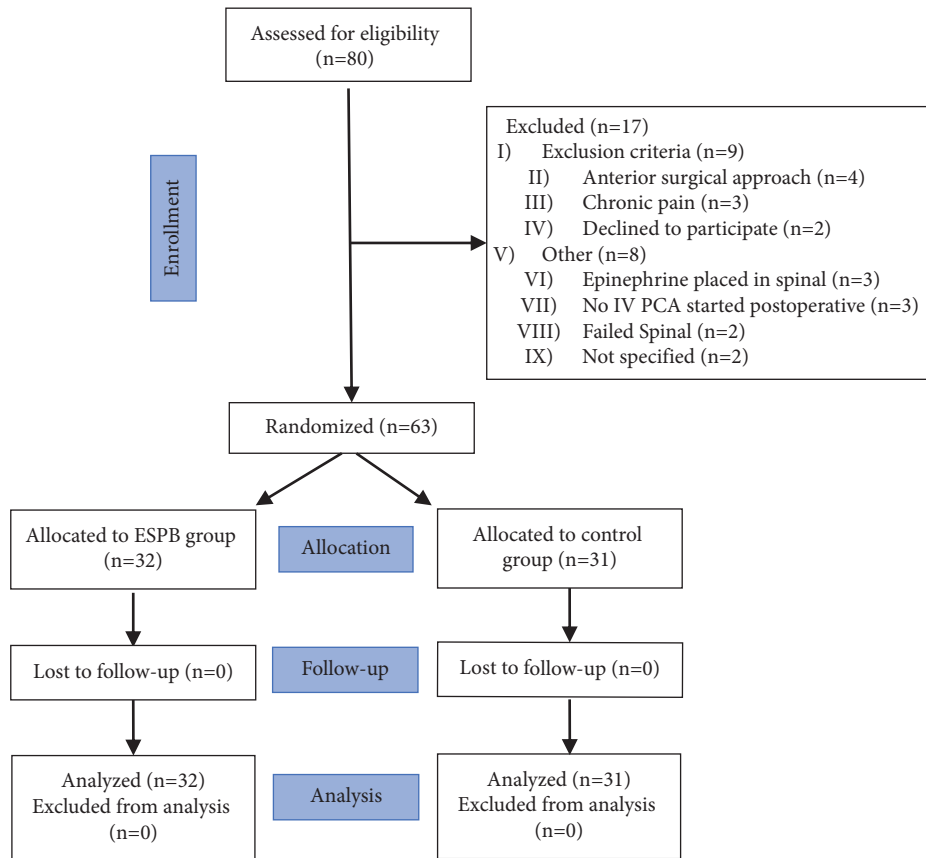 Assessed for eligibility
(n=80)
Enrollment
Excluded (n=17)
I) Exclusion criteria (n=9)
II) Anterior surgical approach (n=4)
III) Chronic pain (n=3)
IV) Declined to participate (n=2)
V) Other (n=8)
VI) Epinephrine placed in spinal (n=3)
VII) No IV PCA started postoperative (n=3)
VIII) Failed Spinal (n=2)
IX) Not specified (n=2)
Randomized (n=63)
Allocated to ESPB group
(n=32)
Allocation
Allocated to control
group (n=31)
Lost to follow-up (n=0)
Follow-up
Lost to follow-up (n=0)
Analyzed (n=32)
Excluded from analysis
(n=0)
Analysis
Analyzed (n=31)
Excluded from analysis
(n=0)